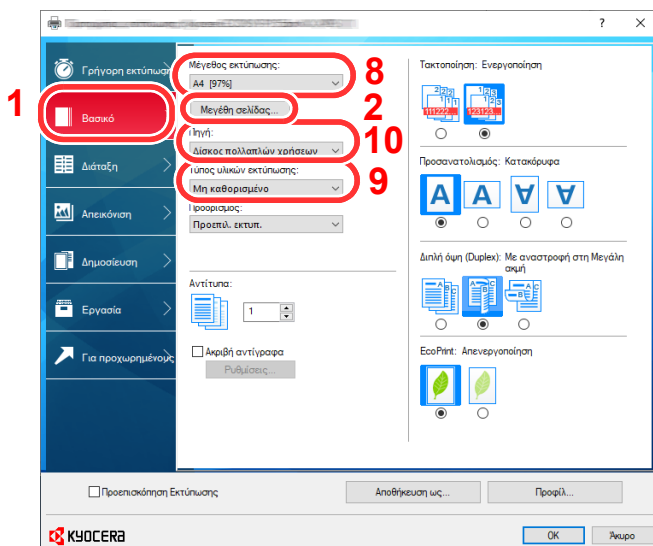 ?
1
Γρήγορη εκτύπωση
Βασικό
Διάταξη
Απεικόνιση
Δημοσίευση
Εργασία
Για προχωρημένους
Μέγεθος εκτύπωσης:
8
A4 [97%]
Μεγέθη σελίδας...
2
Πηγή:
10
Δίσκος πολλαπλών χρήσεων
Τύπος υλικών εκτύπωσης:
9
Μη καθορισμένο
Προορισμός:
Προεπιλ. εκτυπ.
Αντίτυπα:
1
Ακριβή αντίγραφα
Ρυθμίσεις...
Τακτοποίηση: Ενεργοποίηση
111222...
123123...
Προσανατολισμός: Κατακόρυφα
A A A A
Διπλή όψη (Duplex): Με αναστροφή στη Μεγάλη
ακμή
A B C
A B C
A B C
EcoPrint: Απενεργοποίηση
Προεπισκόπηση Εκτύπωσης
Αποθήκευση ως...
Προφίλ...
KYOCERA
OK
Άκυρο